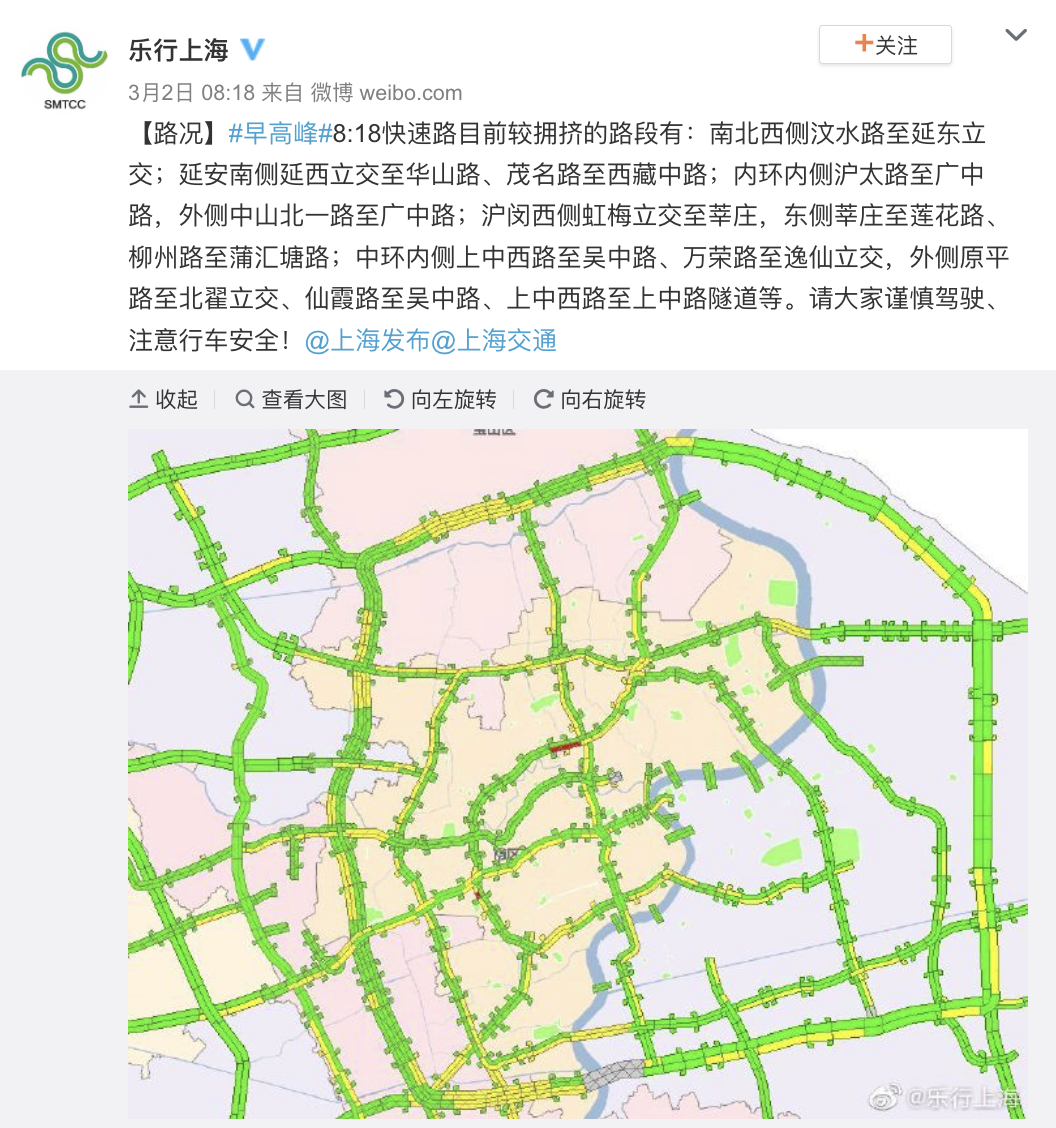 乐行上海
+关注
SMTCC
3月2日 08:18 来自 微博 weibo.com
【路况】#早高峰#8:18快速路目前较拥挤的路段有：南北西侧汶水路至延东立
交；延安南侧延西立交至华山路、茂名路至西藏中路；内环内侧沪太路至广中
路，外侧中山北一路至广中路；沪闵西侧虹梅立交至莘庄，东侧莘庄至莲花路、
柳州路至蒲汇塘路；中环内侧上中西路至吴中路、万荣路至逸仙立交，外侧原平
路至北翟立交、仙霞路至吴中路、上中西路至上中路隧道等。请大家谨慎驾驶、
注意行车安全！@上海发布@上海交通
收起 查看大图 向左旋转 向右旋转
宝山区
@乐行上海